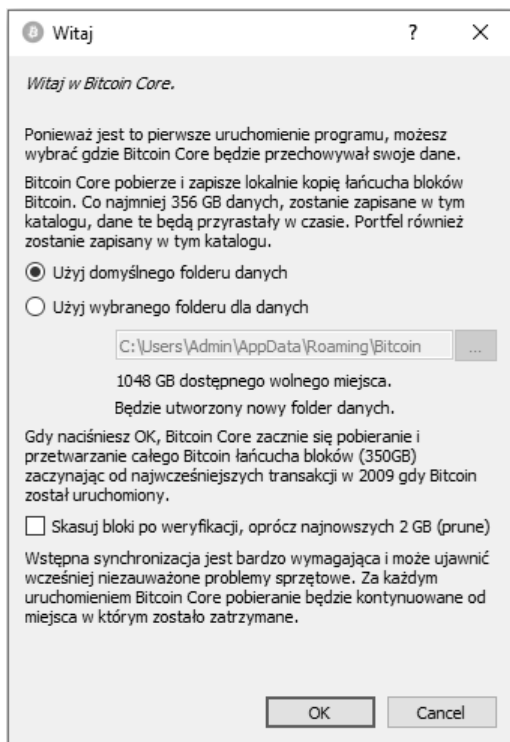 Witaj
?
Witaj w Bitcoin Core.
Ponieważ jest to pierwsze uruchomienie programu, możesz
wybrać gdzie Bitcoin Core będzie przechowywał swoje dane.
Bitcoin Core pobierze i zapisze lokalnie kopię łańcucha bloków
Bitcoin. Co najmniej 356 GB danych, zostanie zapisane w tym
katalogu, dane te będą przyrastały w czasie. Portfel również
zostanie zapisany w tym katalogu.
Użyj domyślnego folderu danych
Użyj wybranego folderu dla danych
C:\Users\Admin\AppData\Roaming\Bitcoin
...
1048 GB dostępnego wolnego miejsca.
Będzie utworzony nowy folder danych.
Gdy naciśniesz OK, Bitcoin Core zacznie się pobieranie i
przetwarzanie całego Bitcoin łańcucha bloków (350GB)
zaczynając od najwcześniejszych transakcji w 2009 gdy Bitcoin
został uruchomiony.
Skasuj bloki po weryfikacji, oprócz najnowszych 2 GB (prune)
Wstępna synchronizacja jest bardzo wymagająca i może ujawnić
wcześniej niezauważone problemy sprzętowe. Za każdym
uruchomieniem Bitcoin Core pobieranie będzie kontynuowane od
miejsca w którym zostało zatrzymane.
OK
Cancel